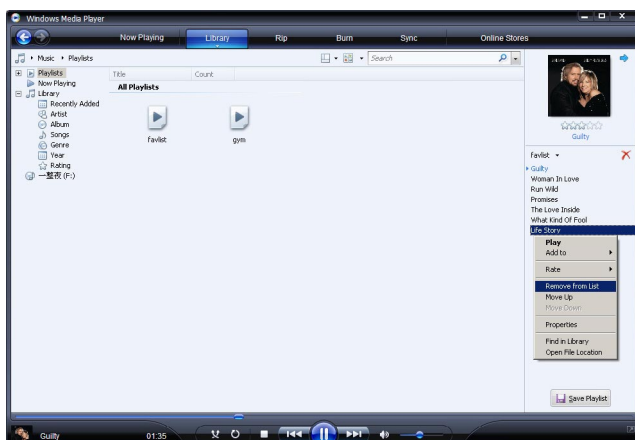 Windows Media Player
Now Playing
Library
Rip
Burn
Sync
Online Stores
Music
Playlists
Search
Playlists
Now Playing
Library
Recently Added
Artist
Album
Songs
Genre
Year
Rating
一整夜 (F:)
Title
Count
All Playlists
favlist
gym
Guilty
favlist
Guilty
Woman In Love
Run Wild
Promises
The Love Inside
What Kind Of Fool
Life Story
Play
Add to
Rate
Remove from List
Move Up
Move Down
Properties
Find in Library
Open File Location
Save Playlist
Guilty
01:35